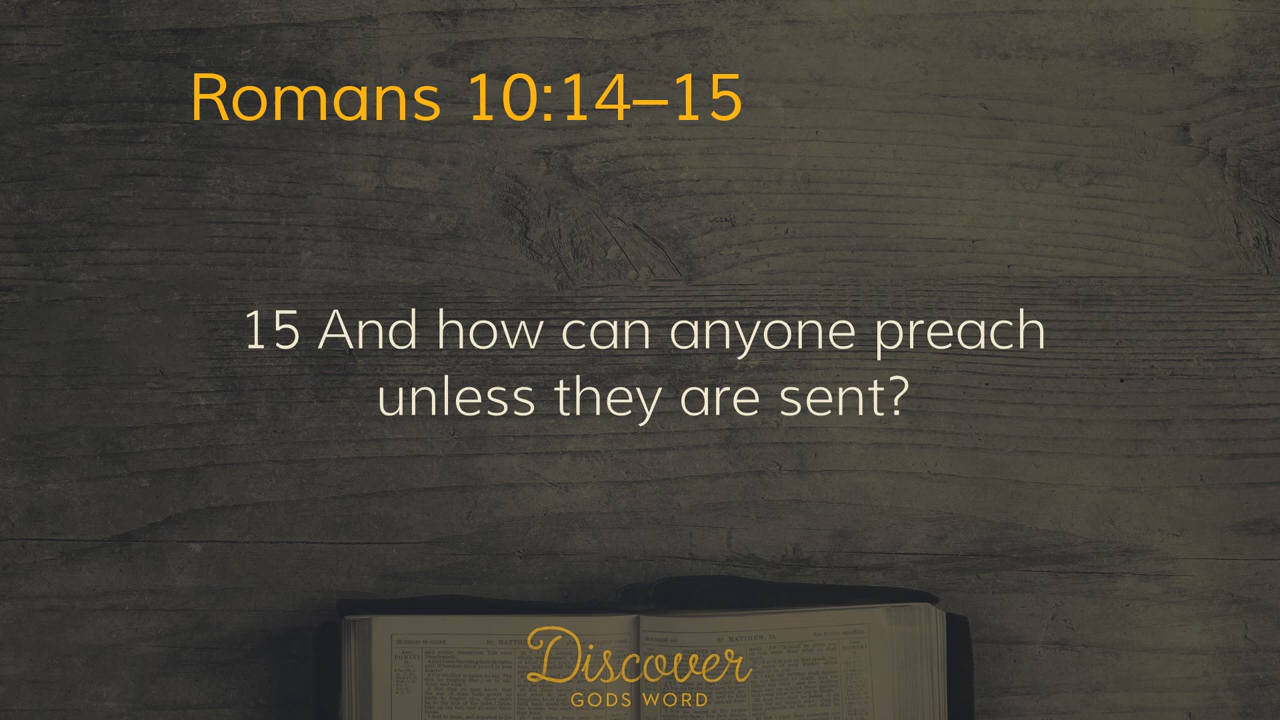 Romans 10:14–15
15 And how can anyone preach
unless they are sent?
Discover
GODS WORD